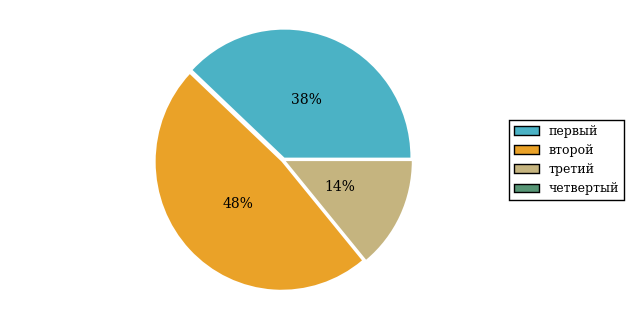 38%
48%
14%
первый
второй
третий
четвертый